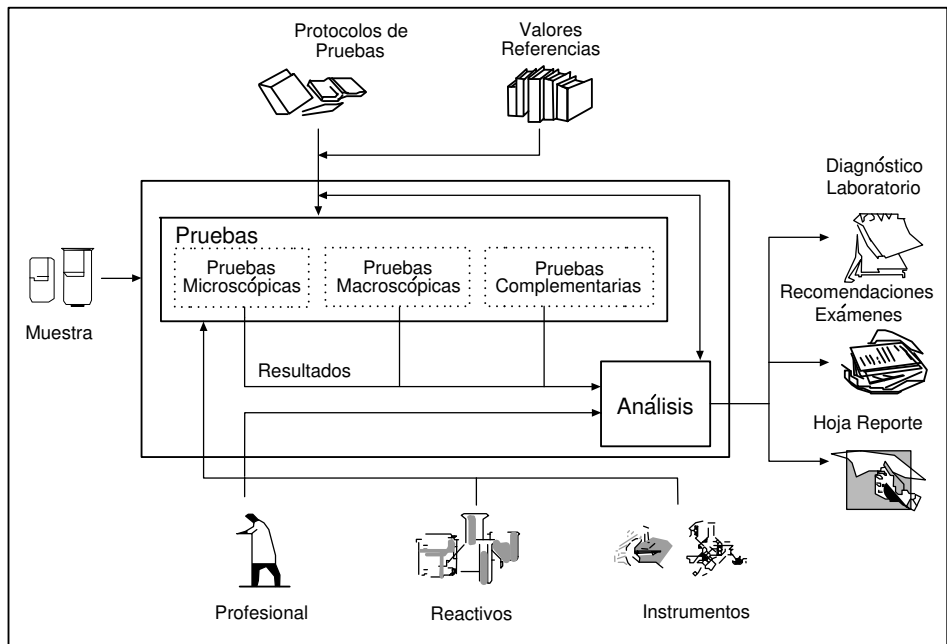 Protocolos de
Pruebas
Valores
Referencias
Diagnóstico
Laboratorio
Pruebas
Pruebas
Microscópicas
Pruebas
Macroscópicas
Pruebas
Complementarias
Muestra
Recomendaciones
Exámenes
Resultados
Análisis
Hoja Reporte
Profesional
Reactivos
Instrumentos